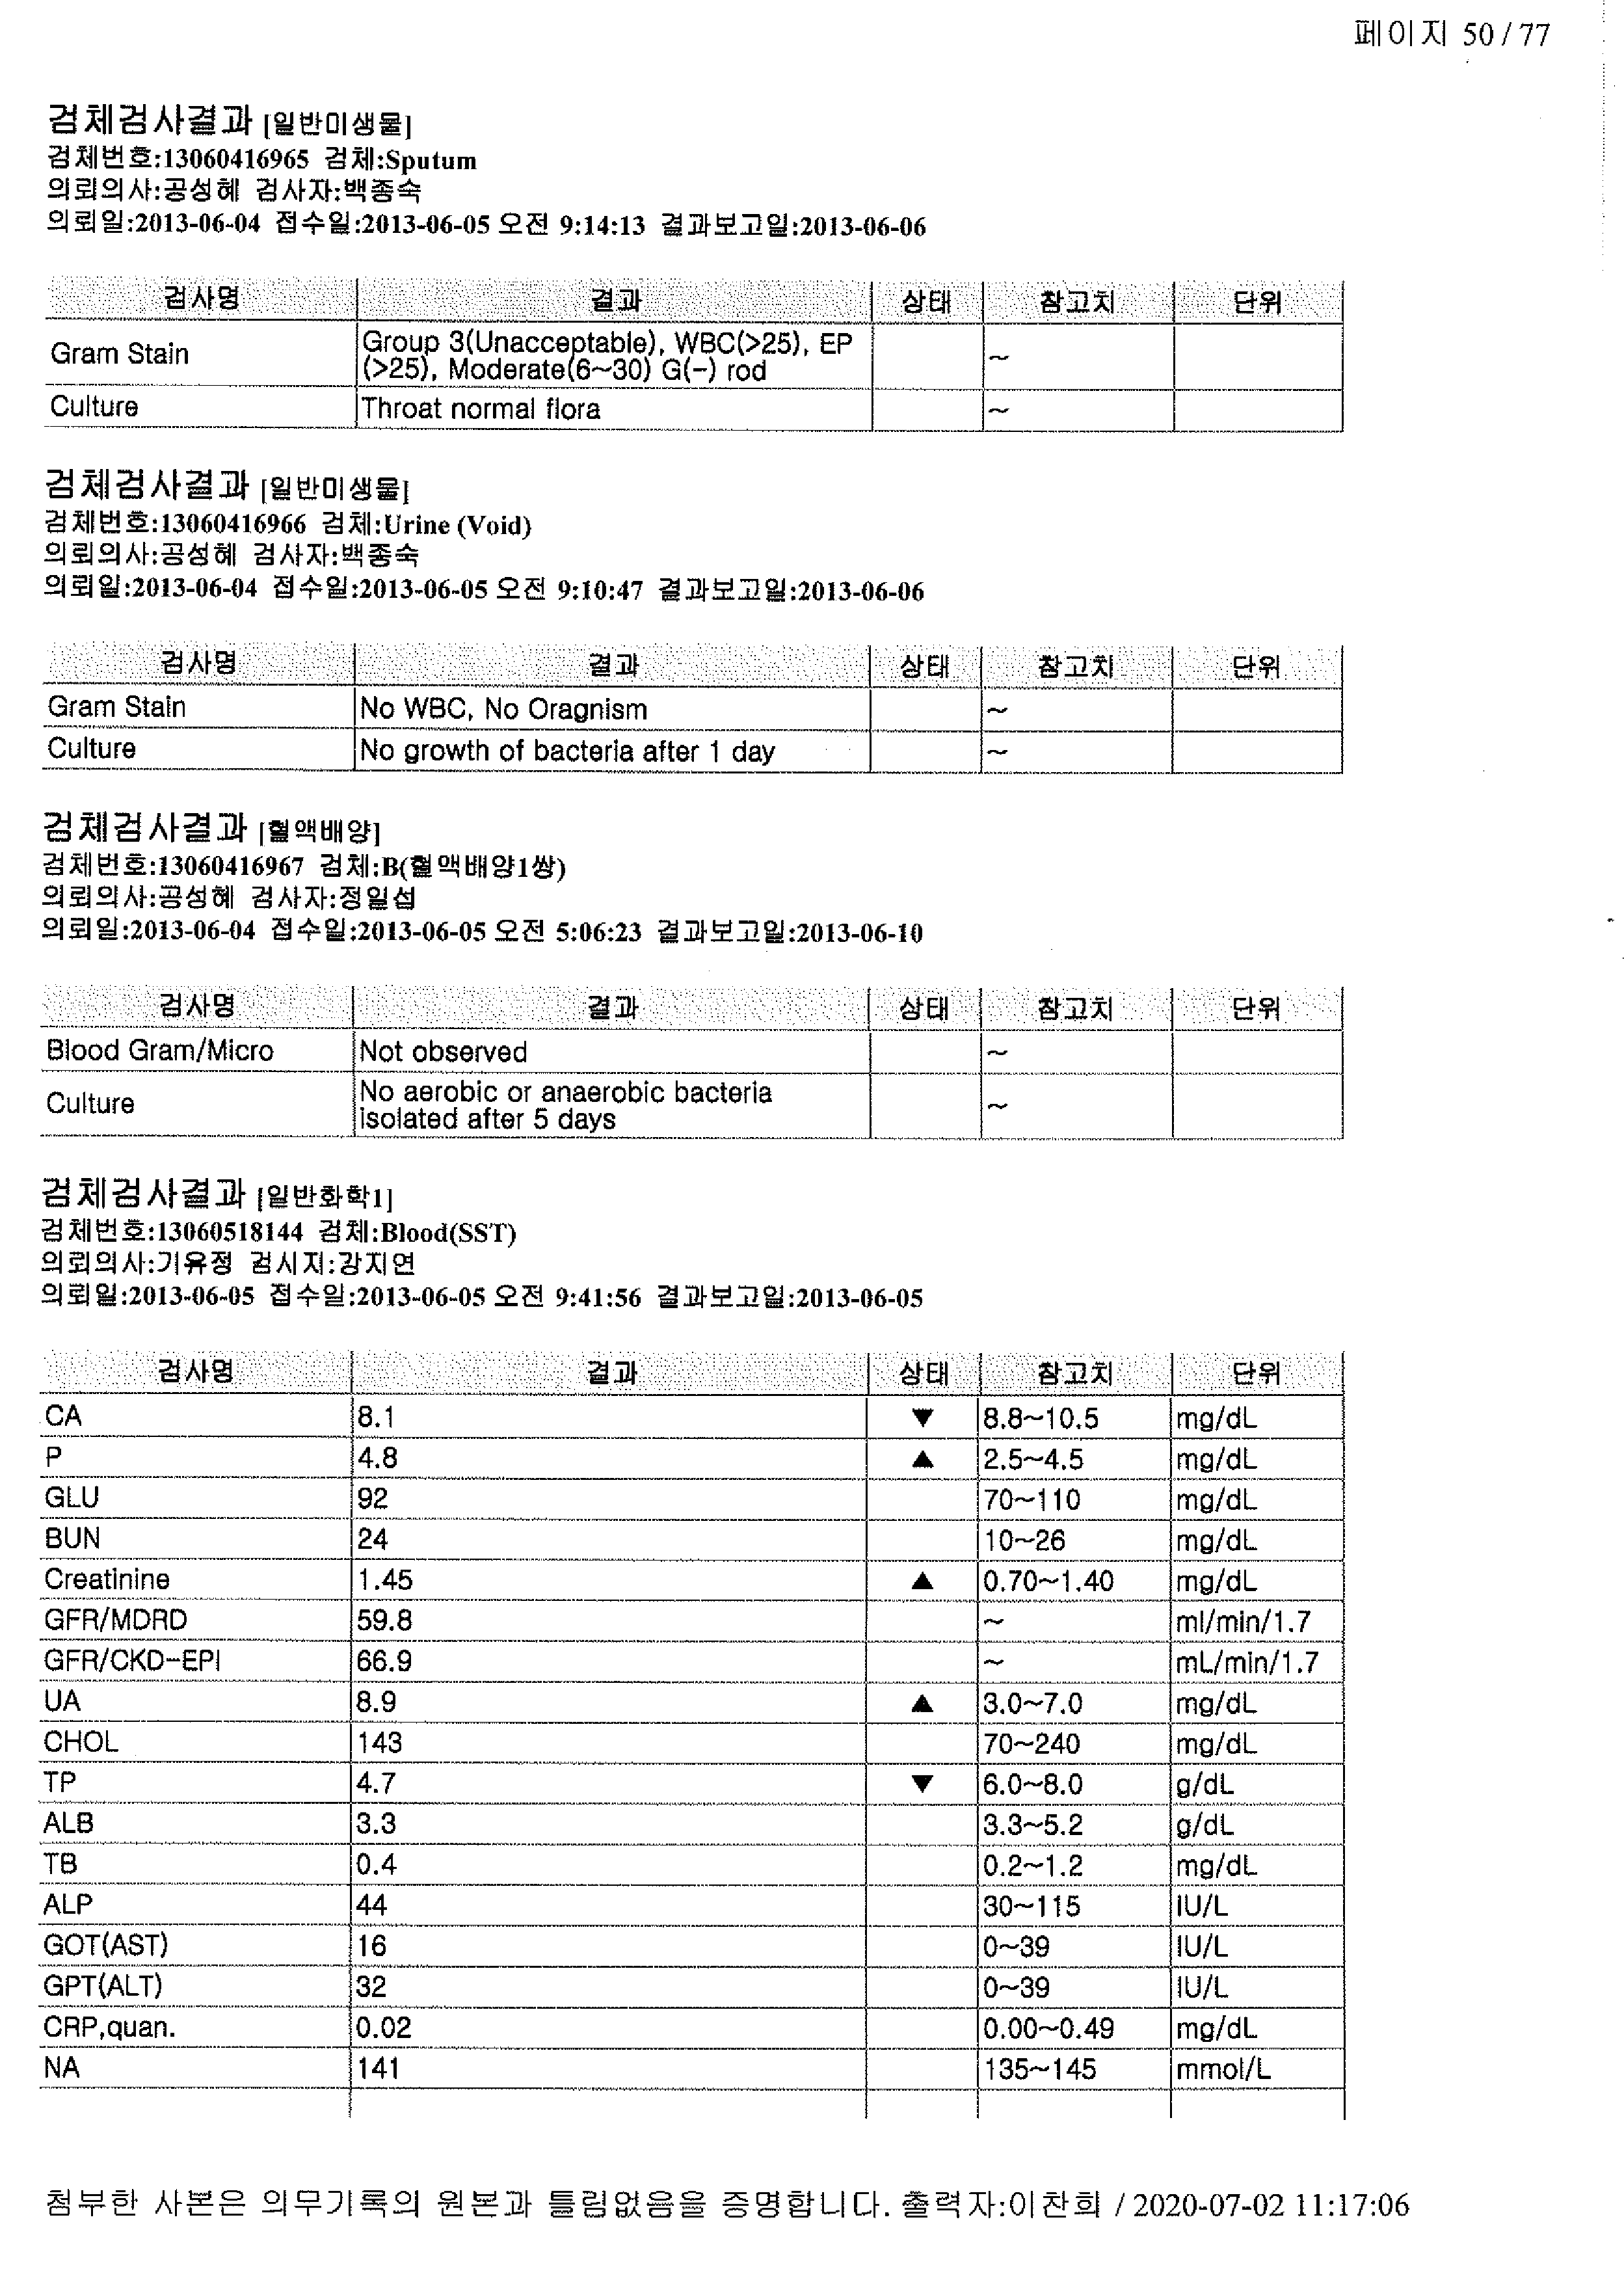 페이지 50 / 77
검체검사결과 [일반미생물]
검체번호:13060416965 검체:Sputum
의뢰의사:공성혜 검사자:백종숙
의뢰일:2013-06-04 접수일:2013-06-05 오전 9:14:13 결과보고일:2013-06-06
검사명 결과 상태 참고치 단위
Gram Stain Group 3(Unacceptable), WBC(>25), EP
(>25), Moderate(6~30) G(-) rod ~
Culture Throat normal flora ~
검체검사결과 [일반미생물]
검체번호:13060416966 검체:Urine (Void)
의뢰의사:공성혜 검사자:백종숙
의뢰일:2013-06-04 접수일:2013-06-05 오전 9:10:47 결과보고일:2013-06-06
검사명 결과 상태 참고치 단위
Gram Stain No WBC, No Oragnism ~
Culture No growth of bacteria after 1 day ~
검체검사결과 [혈액배양]
검체번호:13060416967 검체:B(혈액배양1쌍)
의뢰의사:공성혜 검사자:정일섭
의뢰일:2013-06-04 접수일:2013-06-05 오전 5:06:23 결과보고일:2013-06-10
검사명 결과 상태 참고치 단위
Blood Gram/Micro Not observed ~
Culture No aerobic or anaerobic bacteria
isolated after 5 days ~
검체검사결과 [일반화학1]
검체번호:13060518144 검체:Blood(SST)
의뢰의사:기유정 검사자:강지연
의뢰일:2013-06-05 접수일:2013-06-05 오전 9:41:56 결과보고일:2013-06-05
검사명 결과 상태 참고치 단위
CA 8.1 ▼ 8.8~10.5 mg/dL
P 4.8 ▲ 2.5~4.5 mg/dL
GLU 92 70~110 mg/dL
BUN 24 10~26 mg/dL
Creatinine 1.45 ▲ 0.70~1.40 mg/dL
GFR/MDRD 59.8 ~ ml/min/1.7
GFR/CKD-EPI 66.9 ~ mL/min/1.7
UA 8.9 ▲ 3.0~7.0 mg/dL
CHOL 143 70~240 mg/dL
TP 4.7 ▼ 6.0~8.0 g/dL
ALB 3.3 3.3~5.2 g/dL
TB 0.4 0.2~1.2 mg/dL
ALP 44 30~115 IU/L
GOT(AST) 16 0~39 IU/L
GPT(ALT) 32 0~39 IU/L
CRP,quan. 0.02 0.00~0.49 mg/dL
NA 141 135~145 mmol/L
첨부한 사본은 의무기록의 원본과 틀림없음을 증명합니다. 출력자:이찬희 / 2020-07-02 11:17:06